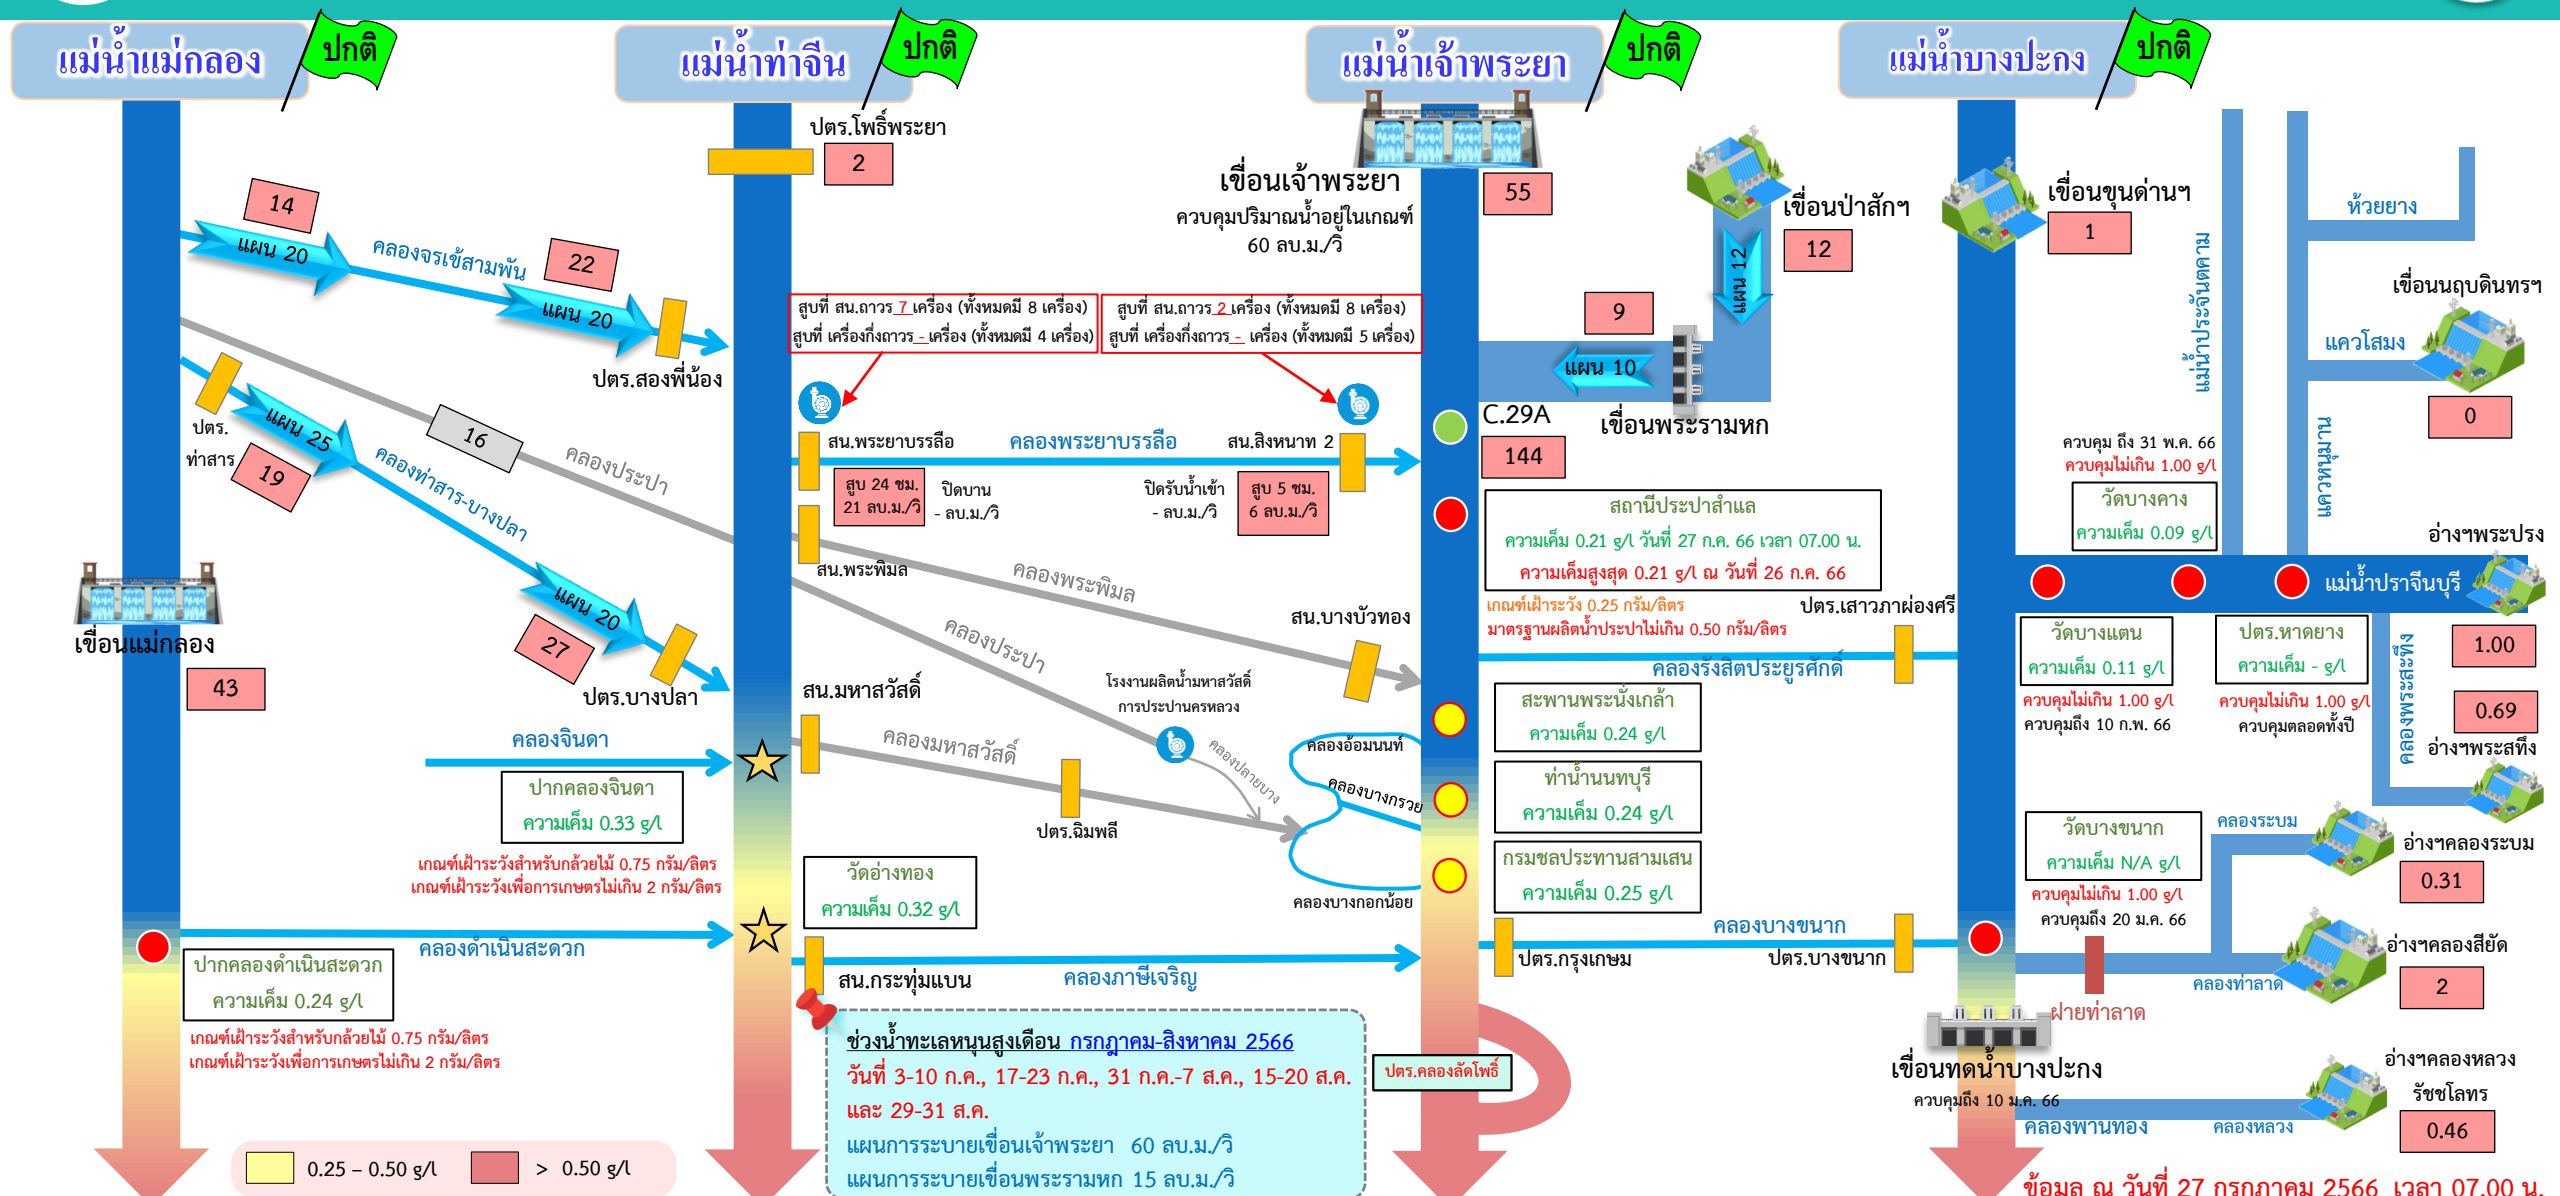 แม่น้ำแม่กลอง
ปกติ
แม่น้ำท่าจีน
ปกติ
แม่น้ำเจ้าพระยา
ปกติ
แม่น้ำบางปะกง
ปกติ
14
แผน 20
คลองจรเข้สามพัน
22
แผน 20
ปตร.สองพี่น้อง
ปตร.
ท่าสาร
แผน 25
19
คลองท่าสาร-บางปลา
16
คลองประปา
แผน 20
27
ปตร.บางปลา
เขื่อนแม่กลอง
43
คลองจินดา
ปากคลองจินดา
ความเค็ม 0.33 g/l
เกณฑ์เฝ้าระวังสำหรับกล้วยไม้ 0.75 กรัม/ลิตร
เกณฑ์เฝ้าระวังเพื่อการเกษตรไม่เกิน 2 กรัม/ลิตร
คลองดำเนินสะดวก
ปากคลองดำเนินสะดวก
ความเค็ม 0.24 g/l
เกณฑ์เฝ้าระวังสำหรับกล้วยไม้ 0.75 กรัม/ลิตร
เกณฑ์เฝ้าระวังเพื่อการเกษตรไม่เกิน 2 กรัม/ลิตร
0.25 – 0.50 g/l
> 0.50 g/l
ปตร.โพธิ์พระยา
2
สูบที่ สน.ถาวร 7 เครื่อง (ทั้งหมดมี 8 เครื่อง)
สูบที่ เครื่องกึ่งถาวร - เครื่อง (ทั้งหมดมี 4 เครื่อง)
สูบที่ สน.ถาวร 2 เครื่อง (ทั้งหมดมี 8 เครื่อง)
สูบที่ เครื่องกึ่งถาวร - เครื่อง (ทั้งหมดมี 5 เครื่อง)
สน.พระยาบรรลือ
คลองพระยาบรรลือ
สน.สิงหนาท 2
สูบ 24 ชม.
21 ลบ.ม./วิ
ปิดบาน
- ลบ.ม./วิ
ปิดรับน้ำเข้า
- ลบ.ม./วิ
สูบ 5 ชม.
6 ลบ.ม./วิ
สน.พระพิมล
คลองพระพิมล
สน.บางบัวทอง
คลองประปา
สน.มหาสวัสดิ์
คลองมหาสวัสดิ์
โรงงานผลิตน้ำมหาสวัสดิ์
การประปานครหลวง
คลองปลายบาง
ปตร.ฉิมพลี
คลองอ้อมนนท์
คลองบางกรวย
คลองบางกอกน้อย
วัดอ่างทอง
ความเค็ม 0.32 g/l
สน.กระทุ่มแบน
คลองภาษีเจริญ
ช่วงน้ำทะเลหนุนสูงเดือน กรกฎาคม-สิงหาคม 2566
วันที่ 3-10 ก.ค., 17-23 ก.ค., 31 ก.ค.-7 ส.ค., 15-20 ส.ค.
และ 29-31 ส.ค.
แผนการระบายเขื่อนเจ้าพระยา 60 ลบ.ม./วิ
แผนการระบายเขื่อนพระรามหก 15 ลบ.ม./วิ
ปตร.คลองลัดโพธิ์
เขื่อนเจ้าพระยา
ควบคุมปริมาณน้ำอยู่ในเกณฑ์
60 ลบ.ม./วิ
55
เขื่อนป่าสักฯ
12
แผน 12
9
แผน 10
เขื่อนพระรามหก
C.29A
144
สถานีประปาสำแล
ความเค็ม 0.21 g/l วันที่ 27 ก.ค. 66 เวลา 07.00 น.
ความเค็มสูงสุด 0.21 g/l ณ วันที่ 26 ก.ค. 66
เกณฑ์เฝ้าระวัง 0.25 กรัม/ลิตร
มาตรฐานผลิตน้ำประปาไม่เกิน 0.50 กรัม/ลิตร
ปตร.เสาวภาผ่องศรี
คลองรังสิตประยูรศักดิ์
สะพานพระนั่งเกล้า
ความเค็ม 0.24 g/l
ท่าน้ำนนทบุรี
ความเค็ม 0.24 g/l
กรมชลประทานสามเสน
ความเค็ม 0.25 g/l
คลองบางขนาก
ปตร.กรุงเกษม
ปตร.บางขนาก
เขื่อนขุนด่านฯ
1
แม่น้ำประจันตคาม
ห้วยยาง
เขื่อนนฤบดินทรฯ
แควโสมง
0
แควหนุมาน
ควบคุม ถึง 31 พ.ค. 66
ควบคุมไม่เกิน 1.00 g/l
วัดบางคาง
ความเค็ม 0.09 g/l
อ่างฯพระปรง
แม่น้ำปราจีนบุรี
1.00
วัดบางแตน
ความเค็ม 0.11 g/l
ควบคุมไม่เกิน 1.00 g/l
ควบคุมถึง 10 ก.พ. 66
ปตร.หาดยาง
ความเค็ม - g/l
ควบคุมไม่เกิน 1.00 g/l
ควบคุมตลอดทั้งปี
คลองพระสะทึง
0.69
อ่างฯพระสทึง
วัดบางขนาก
ความเค็ม N/A g/l
ควบคุมไม่เกิน 1.00 g/l
ควบคุมถึง 20 ม.ค. 66
คลองระบม
อ่างฯคลองระบม
0.31
อ่างฯคลองสียัด
2
คลองท่าลาด
ฝายท่าลาด
เขื่อนทดน้ำบางปะกง
ควบคุมถึง 10 ม.ค. 66
คลองพานทอง
คลองหลวง
อ่างฯคลองหลวง
รัชชโลทร
0.46
ข้อมูล ณ วันที่ 27 กรกฎาคม 2566 เวลา 07.00 น.